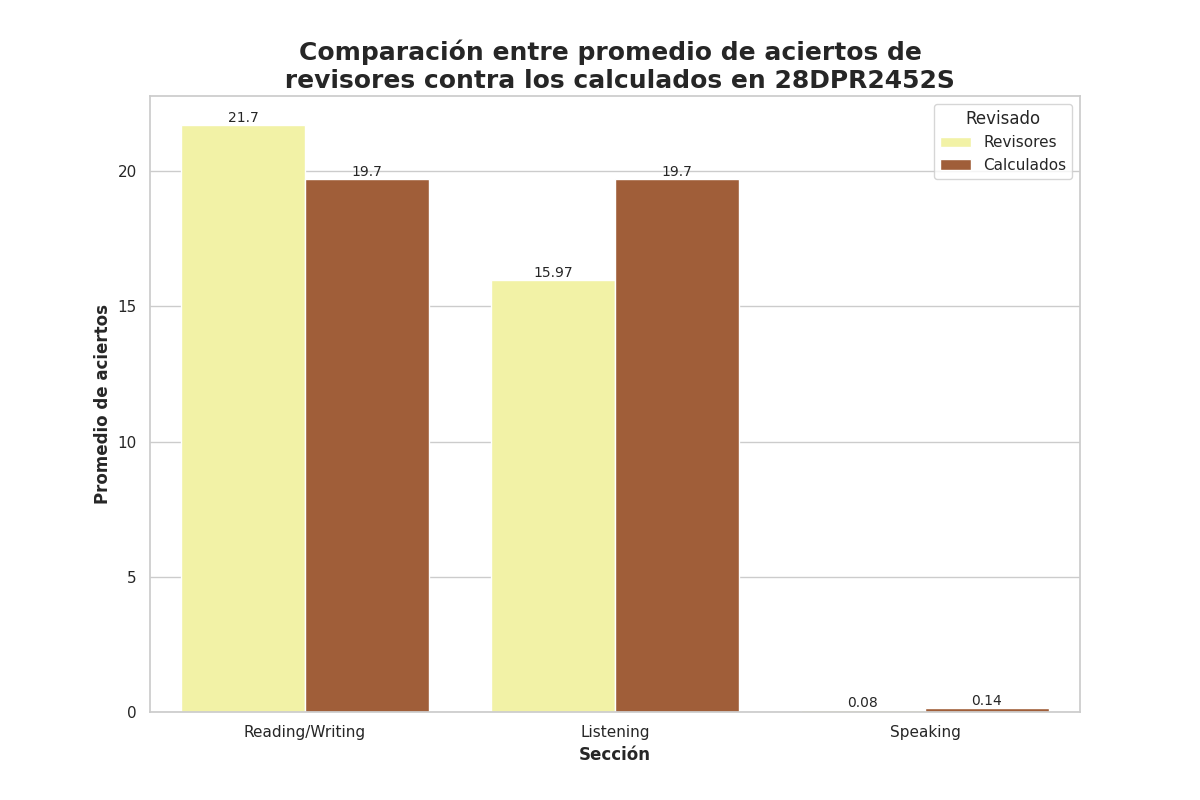 Comparación entre promedio de aciertos de
revisores contra los calculados en 28DPR2452S
Revisado
Revisores
Calculados
21.7
19.7
15.97
19.7
0.08
0.14
Promedio de aciertos
20
15
10
5
0
Reading/Writing
Listening
Speaking
Sección